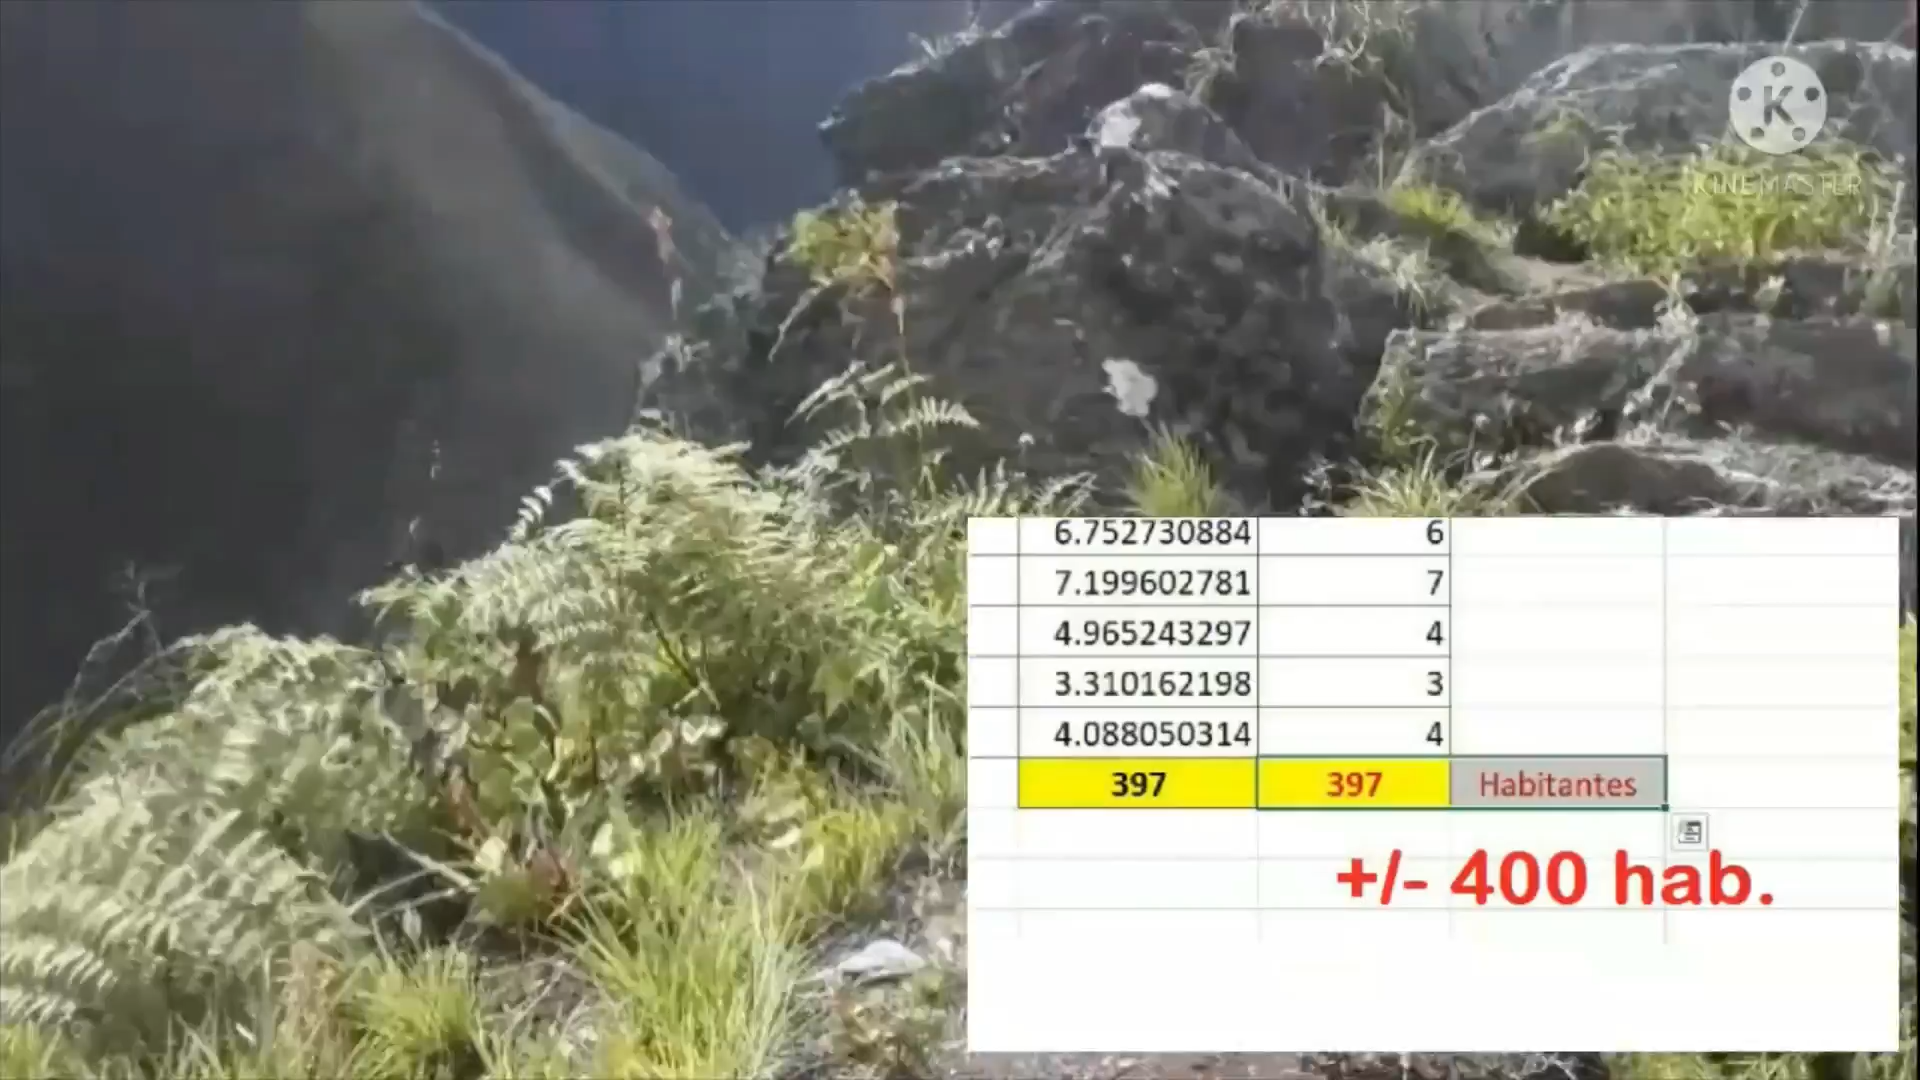 K
KINEMASTER
6.752730884 6
7.199602781 7
4.965243297 4
3.310162198 3
4.088050314 4
397 397 Habitantes
+/- 400 hab.